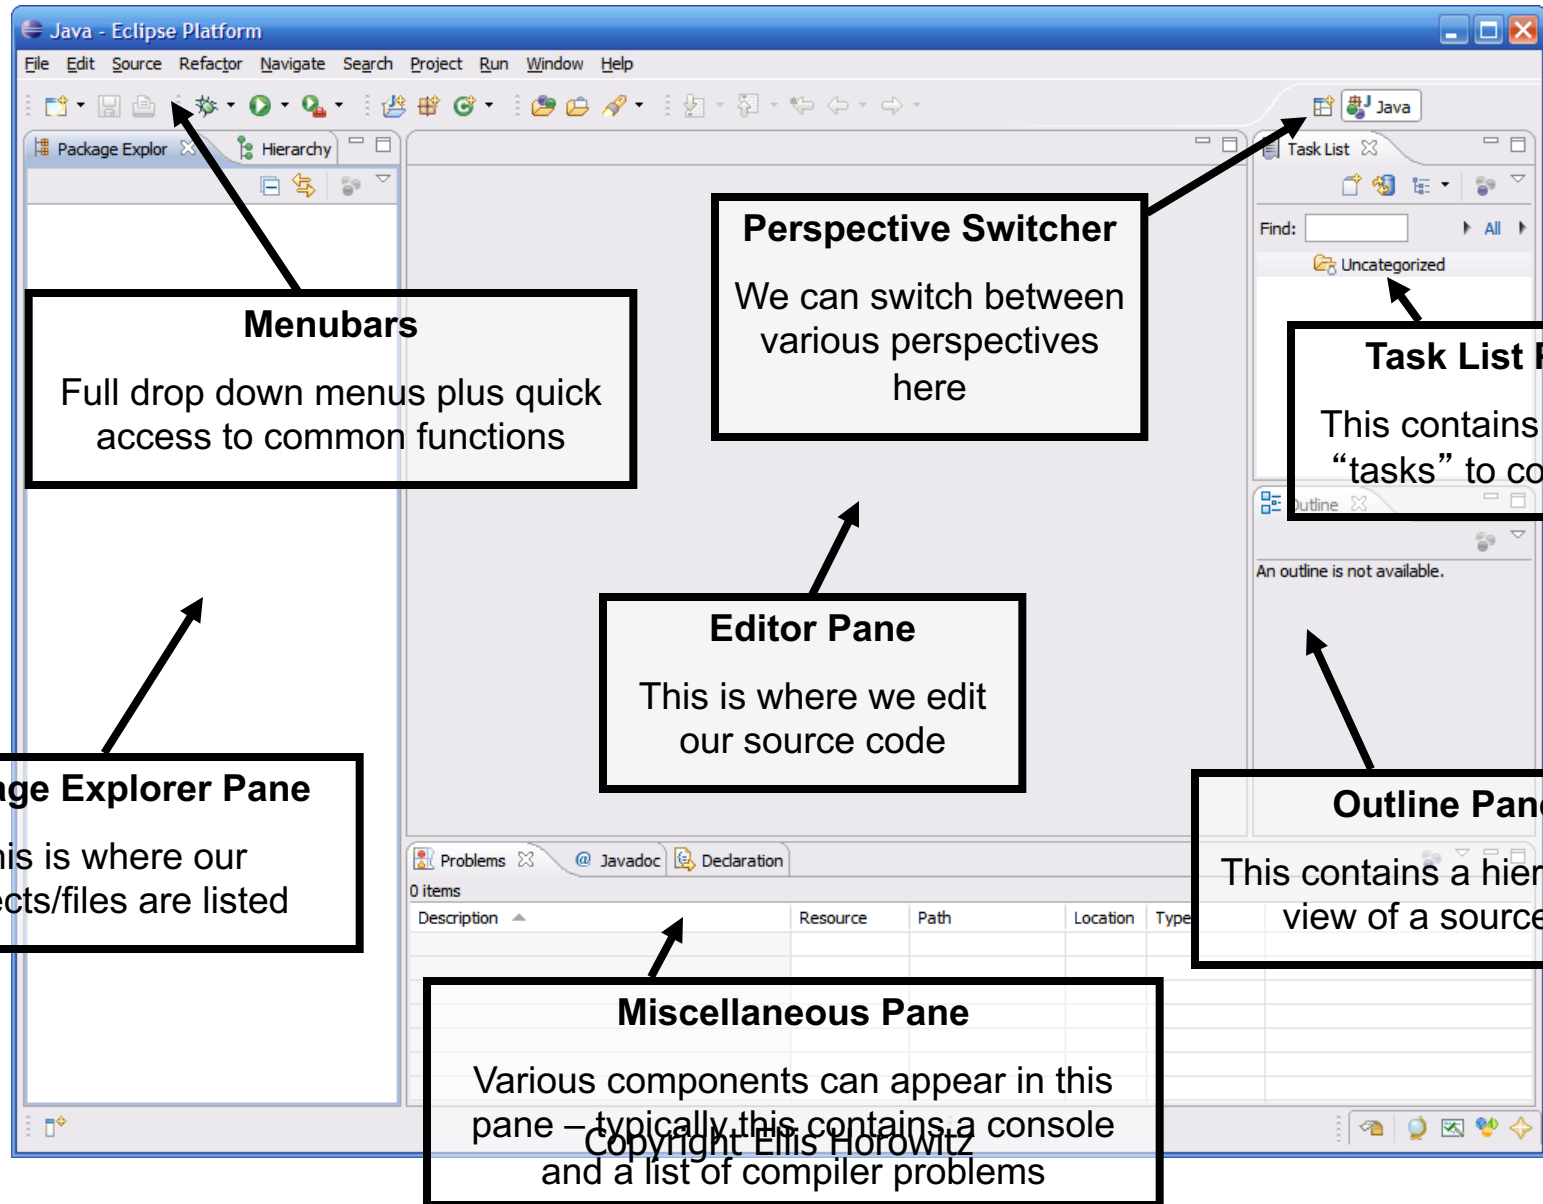 Java - Eclipse Platform
File Edit Source Refactor Navigate Search Project Run Window Help
Java
Package Explor Hierarchy
Task List
Find: All
Uncategorized
Perspective Switcher
We can switch between
various perspectives
here
Menubars
Full drop down menus plus quick
access to common functions
Task List
This contains
“tasks” to co
Outline
An outline is not available.
Editor Pane
This is where we edit
our source code
age Explorer Pane
his is where our
ects/files are listed
Outline Pane
This contains a hier
view of a source
Problems Javadoc Declaration
0 items
Description Resource Path Location Type
Miscellaneous Pane
Various components can appear in this
pane – typically this contains a console
and a list of compiler problems
Copyright Ellis Horowitz